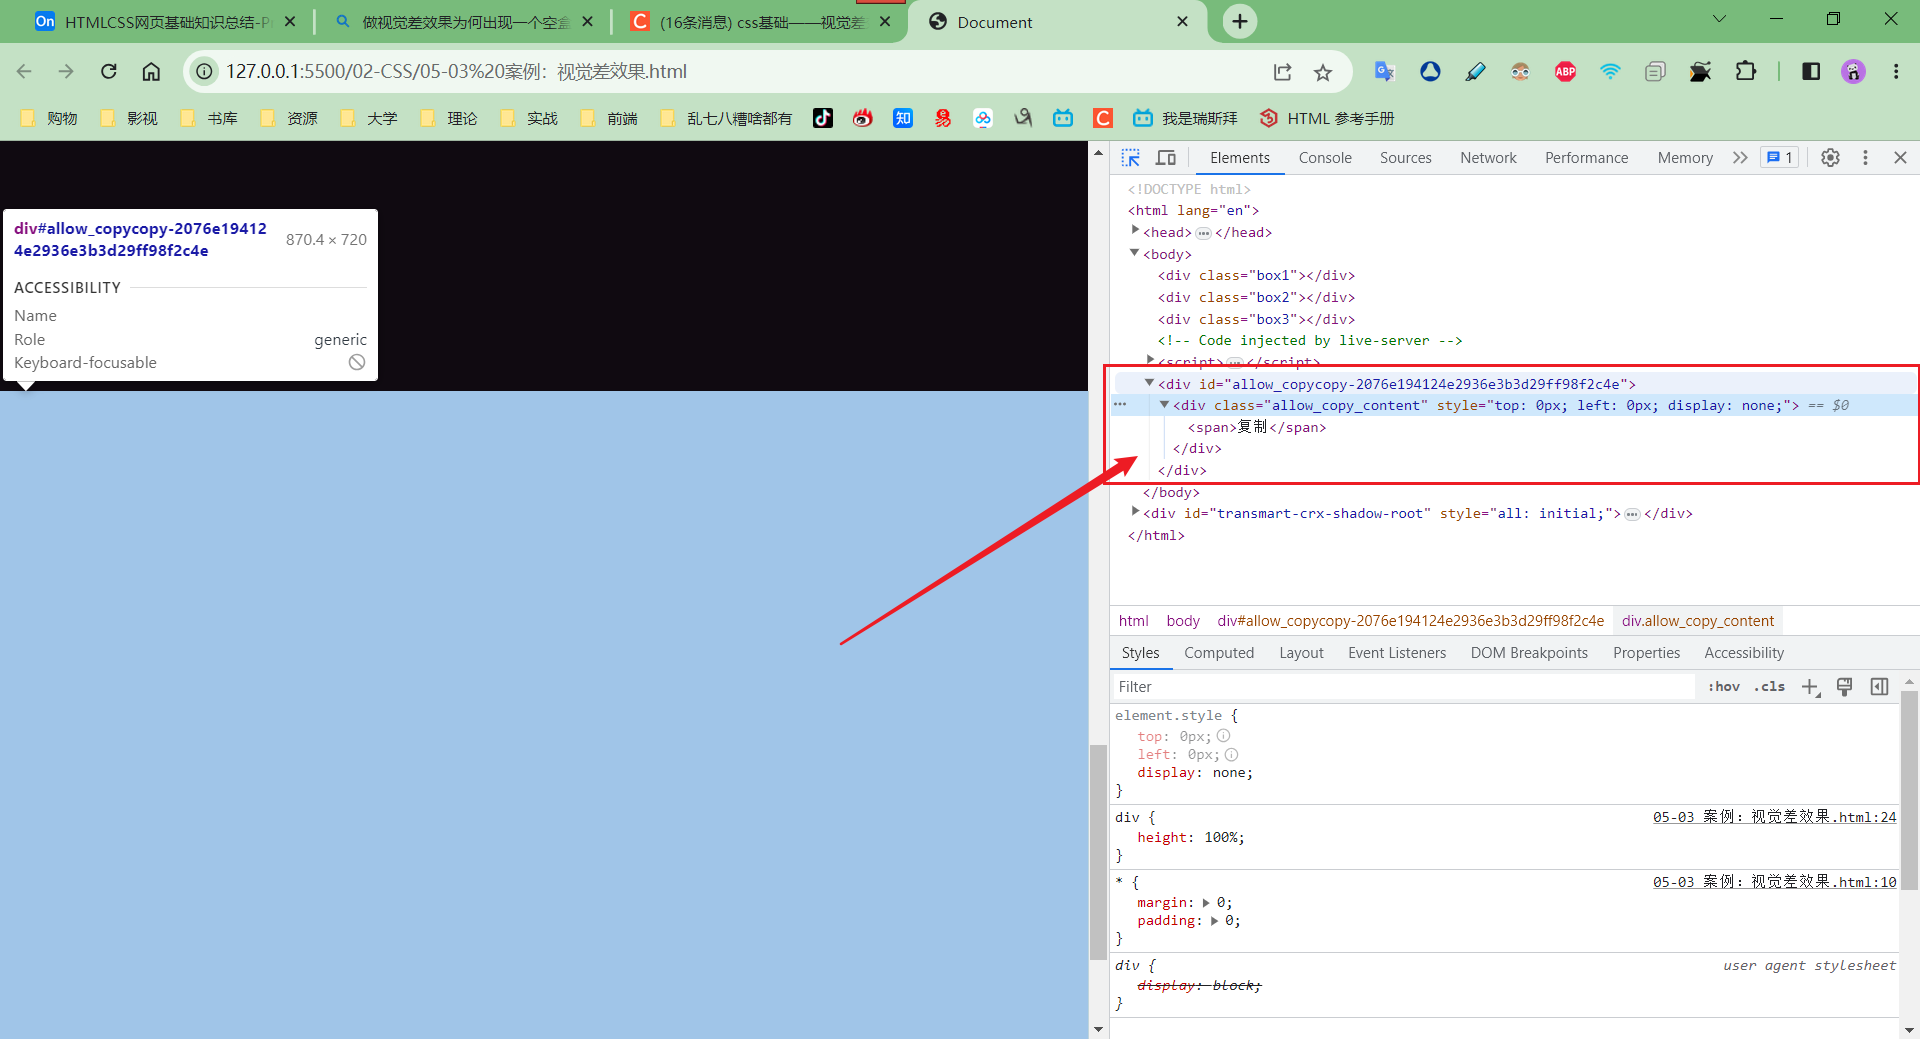 On HTMLCSS网页基础知识总结-Pr
做视觉差效果为何出现一个空盒
C (16条消息) css基础——视觉差
Document
127.0.0.1:5500/02-CSS/05-03%20案例：视觉差效果.html
ABP
购物 影视 书库 资源 大学 实战 前端 理论 乱七八糟啥都有 知 易 C 我是瑞斯拜 HTML 参考手册
Elements Console Sources Network Performance Memory 1
<!DOCTYPE html>
<html lang="en">
<head> ••• </head>
<body>
<div class="box1"></div>
<div class="box2"></div>
<div class="box3"></div>
<!-- Code injected by live-server -->
<script> ••• </script>
<div id="allow_copycopy-2076e194124e2936e3b3d29ff98f2c4e">
<div class="allow_copy_content" style="top: 0px; left: 0px; display: none;"> == $0
<span>复制</span>
</div>
</div>
</body>
<div id="transmart-crx-shadow-root" style="all: initial;"> ••• </div>
</html>
div#allow_copycopy-2076e19412
4e2936e3b3d29ff98f2c4e
870.4 × 720
ACCESSIBILITY
Name
Role generic
Keyboard-focusable
html body div#allow_copycopy-2076e194124e2936e3b3d29ff98f2c4e div.allow_copy_content
Styles Computed Layout Event Listeners DOM Breakpoints Properties Accessibility
Filter :hov .cls
element.style {
top: 0px;
left: 0px;
display: none;
}
div { 05-03 案例：视觉差效果.html:24
height: 100%;
}
* { 05-03 案例：视觉差效果.html:10
margin: 0;
padding: 0;
}
div { user agent stylesheet
display: block;
}